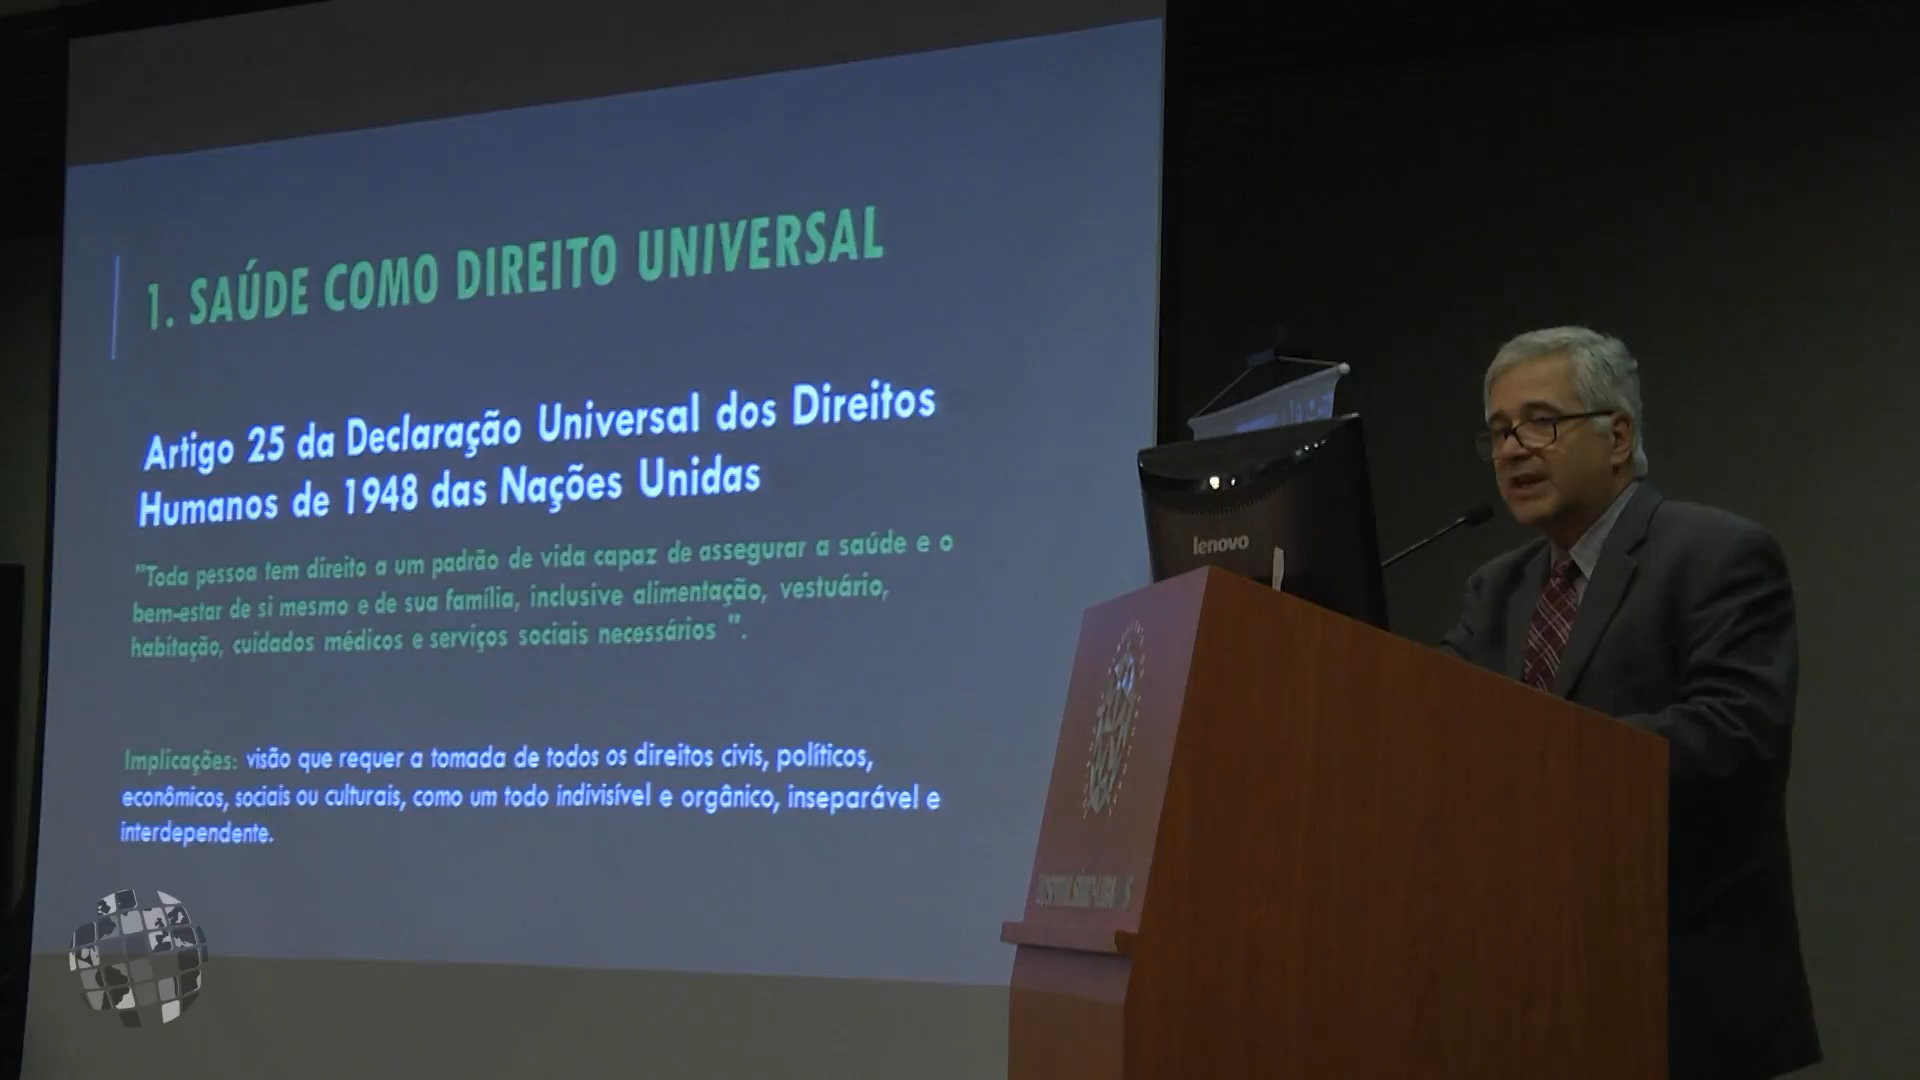 1. SAÚDE COMO DIREITO UNIVERSAL
Artigo 25 da Declaração Universal dos Direitos
Humanos de 1948 das Nações Unidas
"Toda pessoa tem direito a um padrão de vida capaz de assegurar a saúde e o
bem-estar de si mesmo e de sua família, inclusive alimentação, vestuário,
habitação, cuidados médicos e serviços sociais necessários ".
Implicações: visão que requer a tomada de todos os direitos civis, políticos,
econômicos, sociais ou culturais, como um todo indivisível e orgânico, inseparável e
interdependente.
lenovo